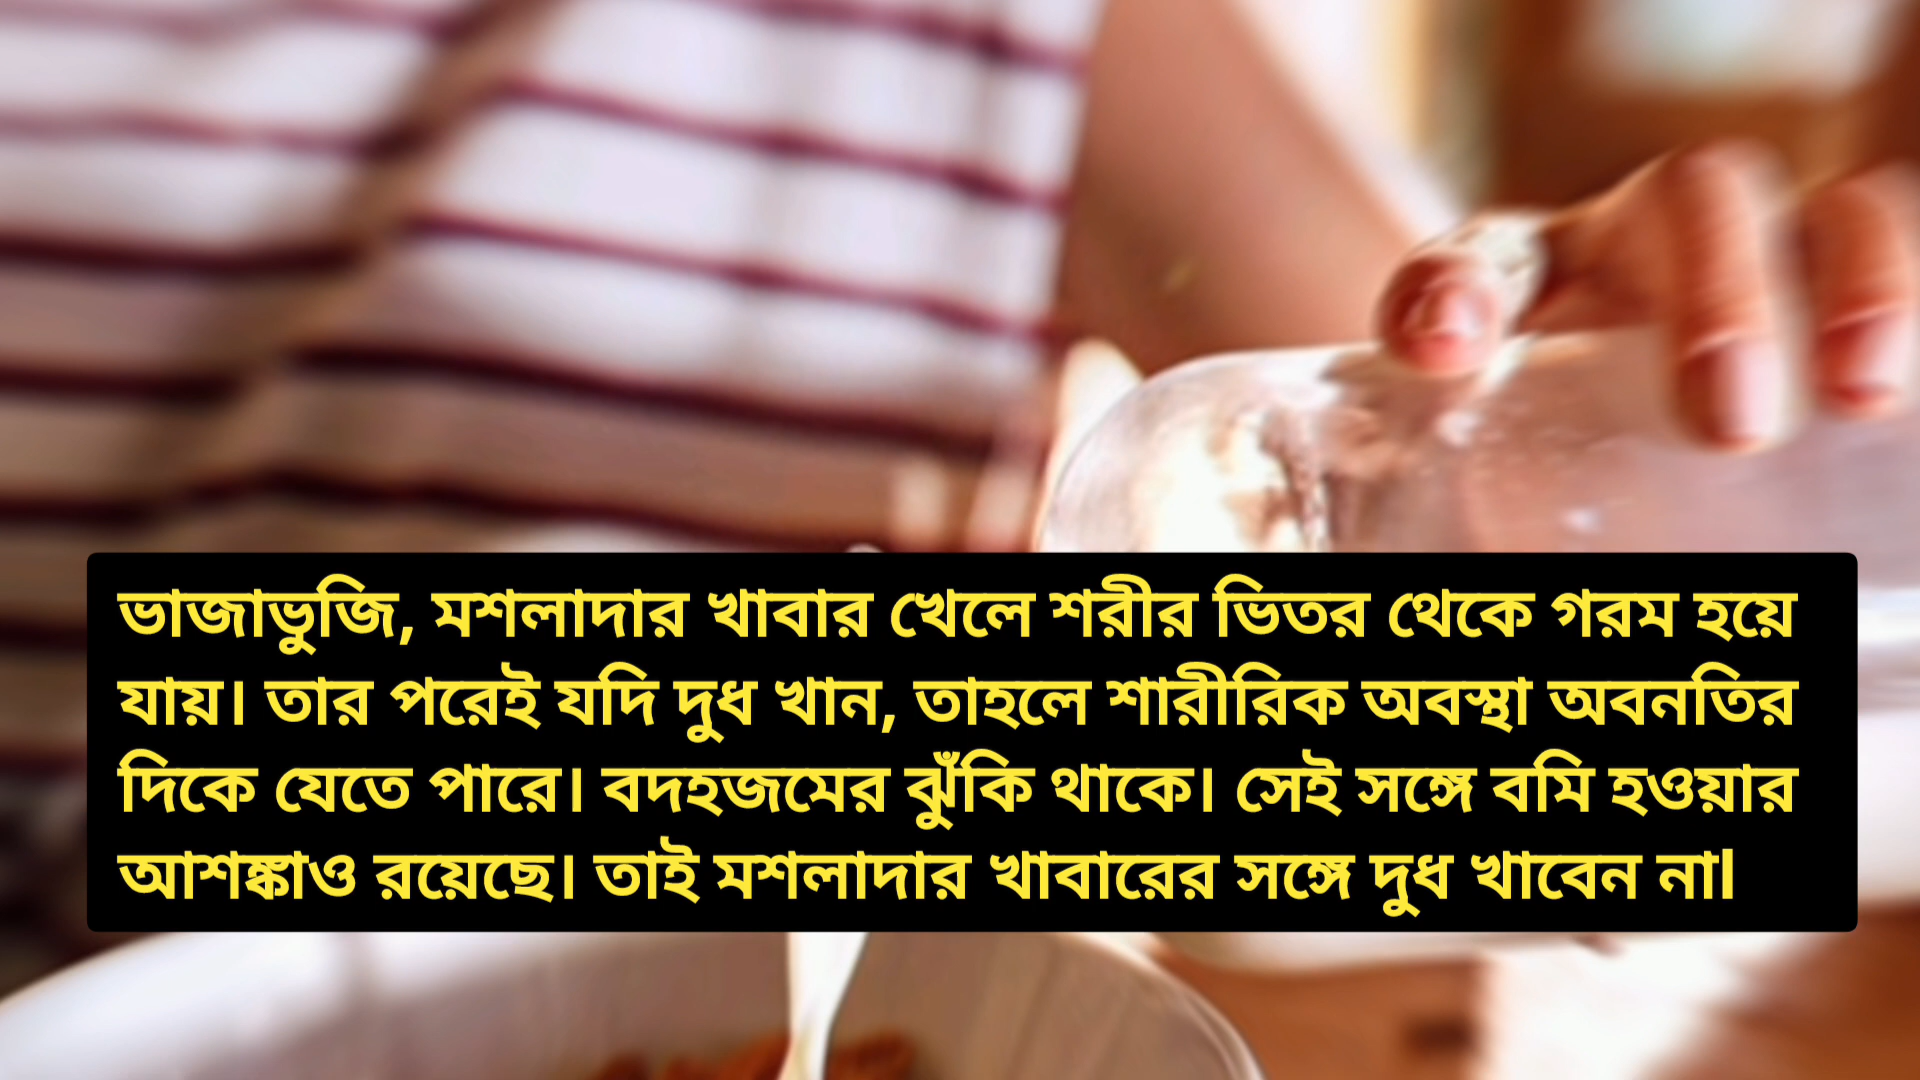 ভাজাভুজি, মশলাদার খাবার খেলে শরীর ভিতর থেকে গরম হয়ে
যায়। তার পরেই যদি দুধ খান, তাহলে শারীরিক অবস্থা অবনতির
দিকে যেতে পারে। বদহজমের ঝুঁকি থাকে। সেই সঙ্গে বমি হওয়ার
আশঙ্কাও রয়েছে। তাই মশলাদার খাবারের সঙ্গে দুধ খাবেন না।